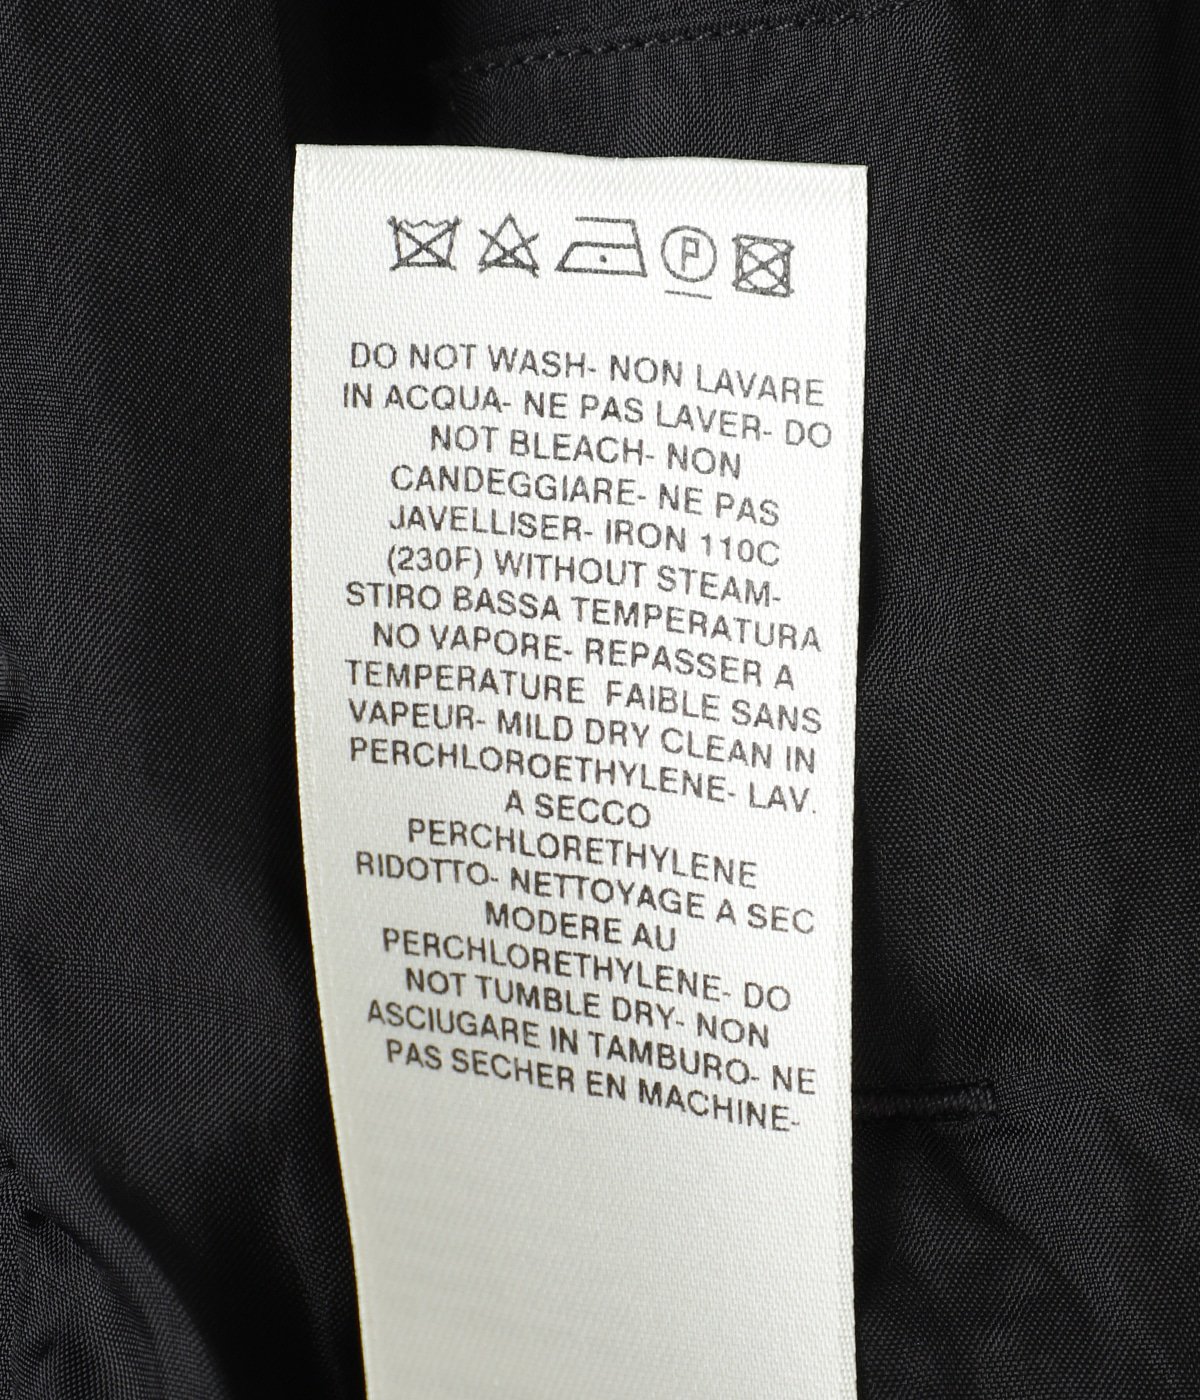 P
DO NOT WASH- NON LAVARE
IN ACQUA- NE PAS LAVER- DO
NOT BLEACH- NON
CANDEGGIARE- NE PAS
JAVELLISER- IRON 110C
(230F) WITHOUT STEAM-
STIRO BASSA TEMPERATURA
NO VAPORE- REPASSER A
TEMPERATURE FAIBLE SANS
VAPEUR- MILD DRY CLEAN IN
PERCHLOROETHYLENE- LAV.
A SECCO
PERCHLORETHYLENE
RIDOTTO- NETTOYAGE A SEC
MODERE AU
PERCHLORETHYLENE- DO
NOT TUMBLE DRY- NON
ASCIUGARE IN TAMBURO- NE
PAS SECHER EN MACHINE-